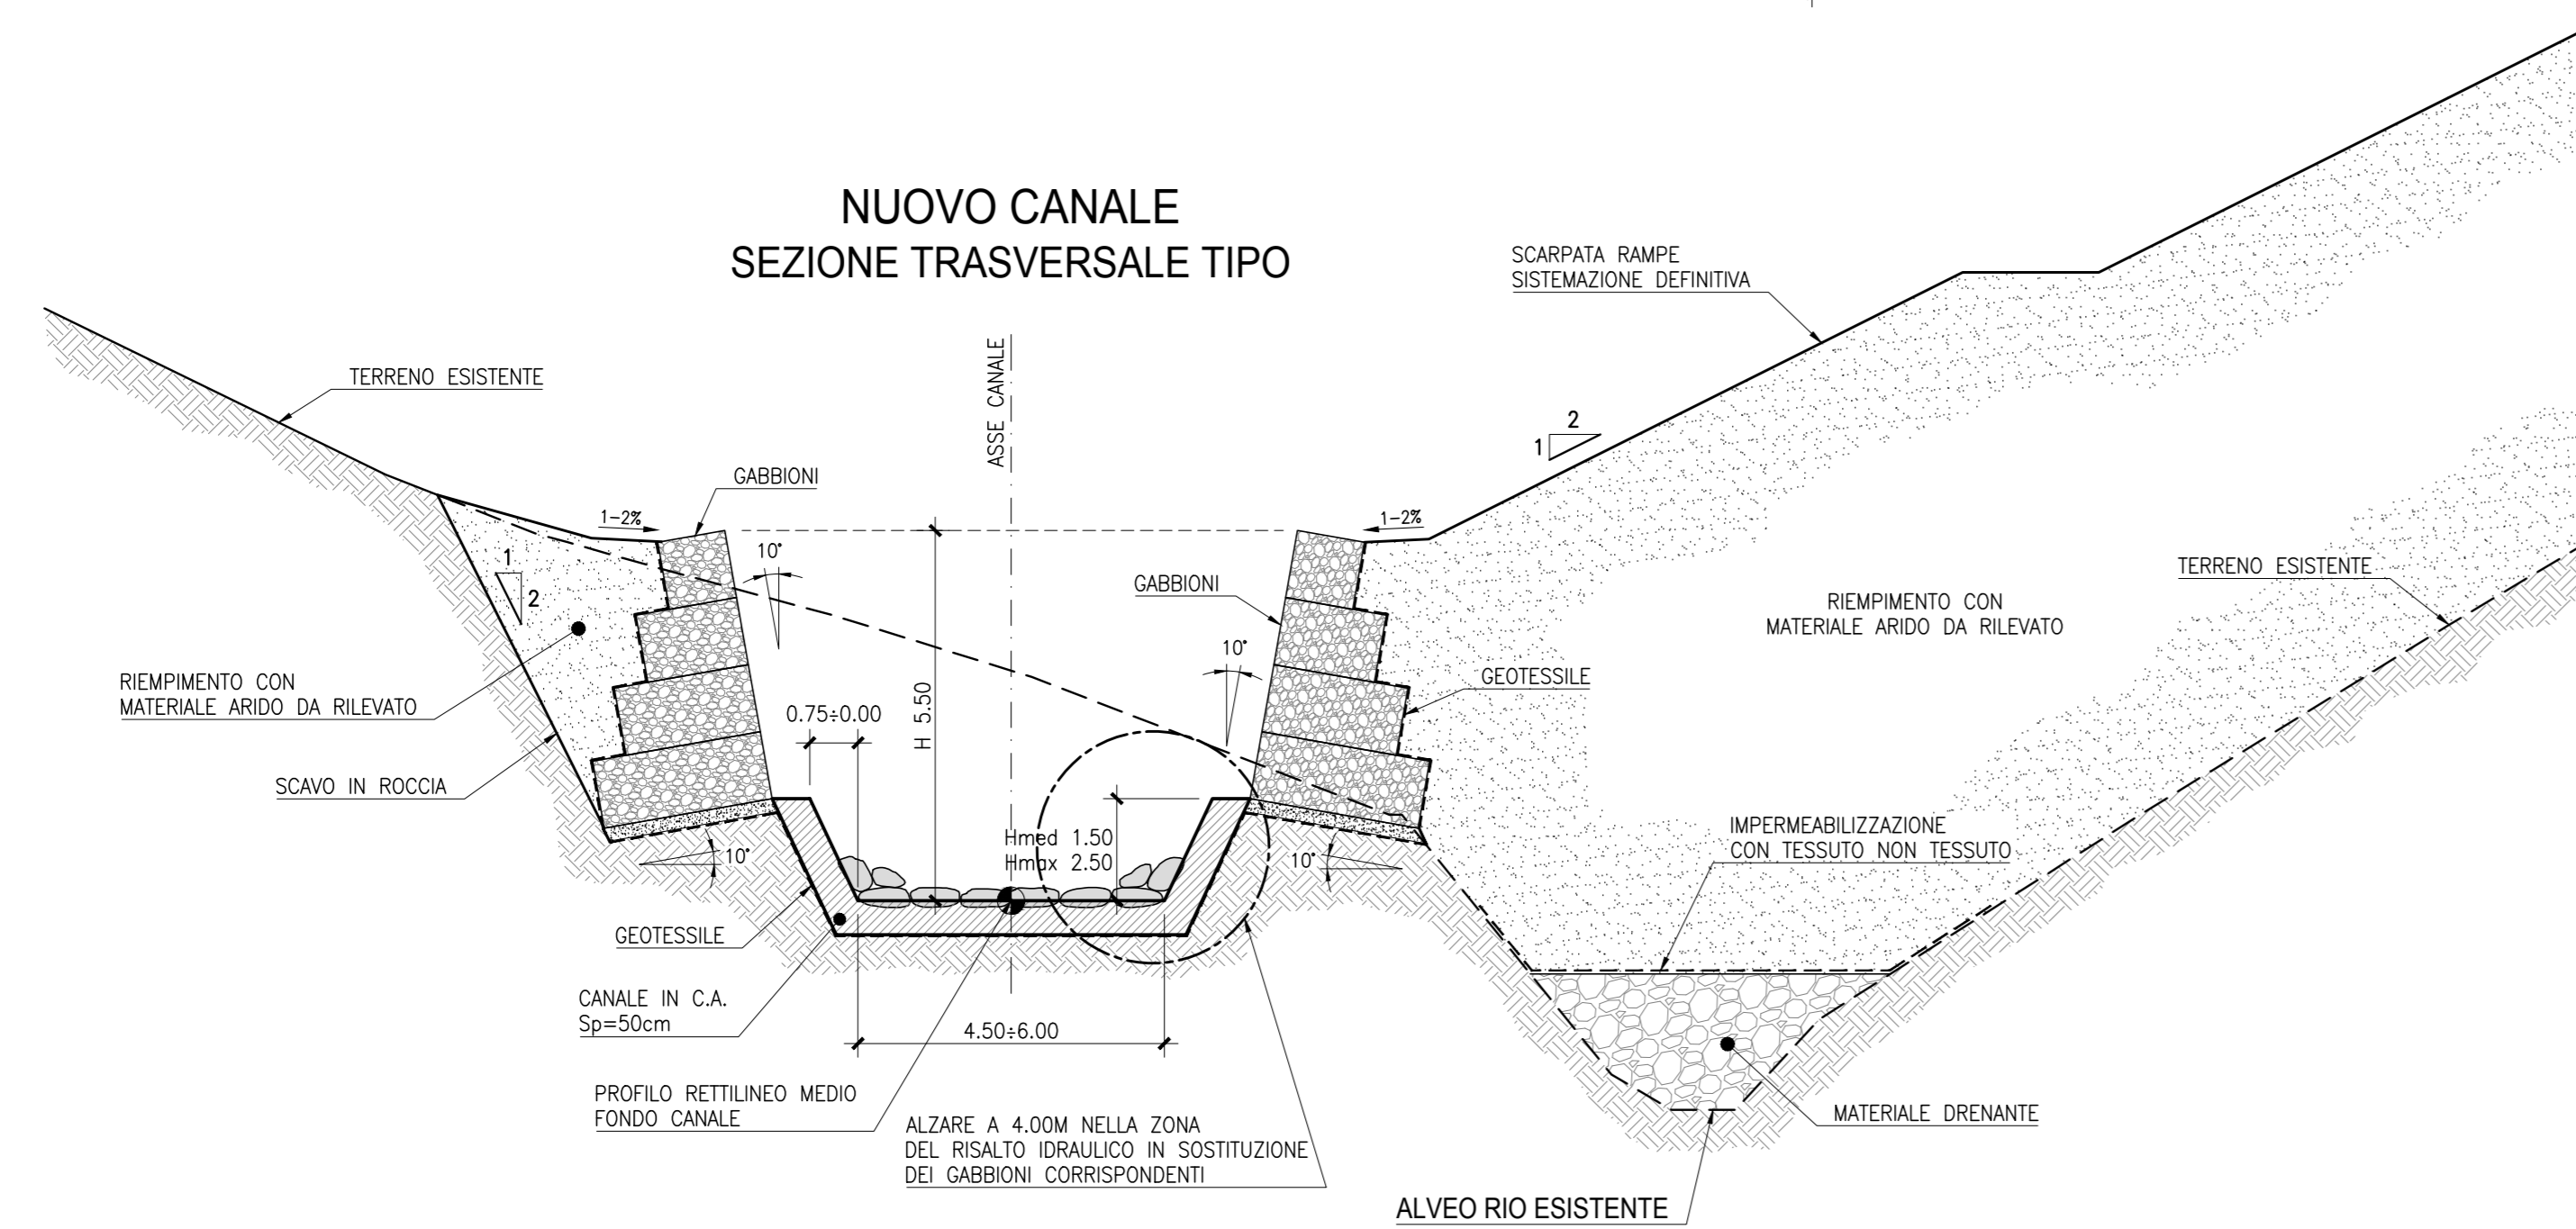 NUOVO CANALE
SEZIONE TRASVERSALE TIPO
SCARPATA RAMPE
SISTEMAZIONE DEFINITIVA
ASSE CANALE
TERRENO ESISTENTE
2
1
GABBIONI
1-2%
1-2%
10°
1
2
GABBIONI
TERRENO ESISTENTE
RIEMPIMENTO CON
MATERIALE ARIDO DA RILEVATO
10°
GEOTESSILE
RIEMPIMENTO CON
MATERIALE ARIDO DA RILEVATO
0.75÷0.00
H 5.50
SCAVO IN ROCCIA
Hmed 1.50
Hmax 2.50
IMPERMEABILIZZAZIONE
CON TESSUTO NON TESSUTO
10°
10°
GEOTESSILE
CANALE IN C.A.
Sp=50cm
4.50÷6.00
PROFILO RETTILINEO MEDIO
FONDO CANALE
ALZARE A 4.00M NELLA ZONA
DEL RISALTO IDRAULICO IN SOSTITUZIONE
DEI GABBIONI CORRISPONDENTI
MATERIALE DRENANTE
ALVEO RIO ESISTENTE